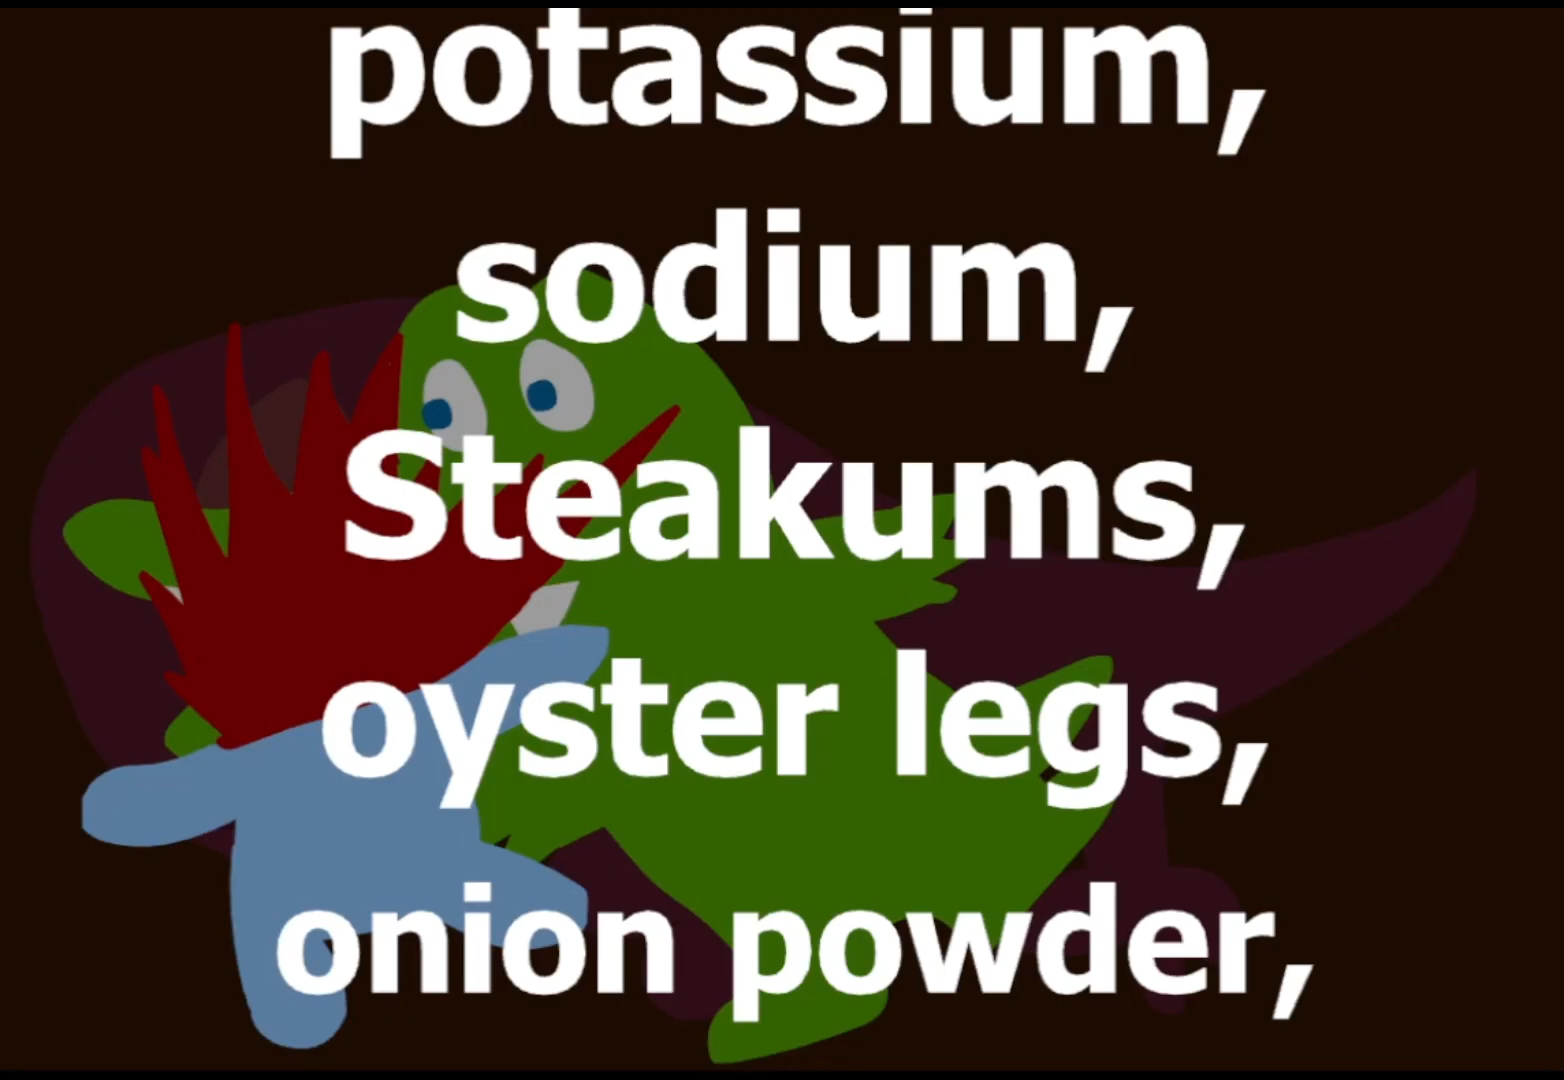 potassium,
sodium,
Steakums,
oyster legs,
onion powder,